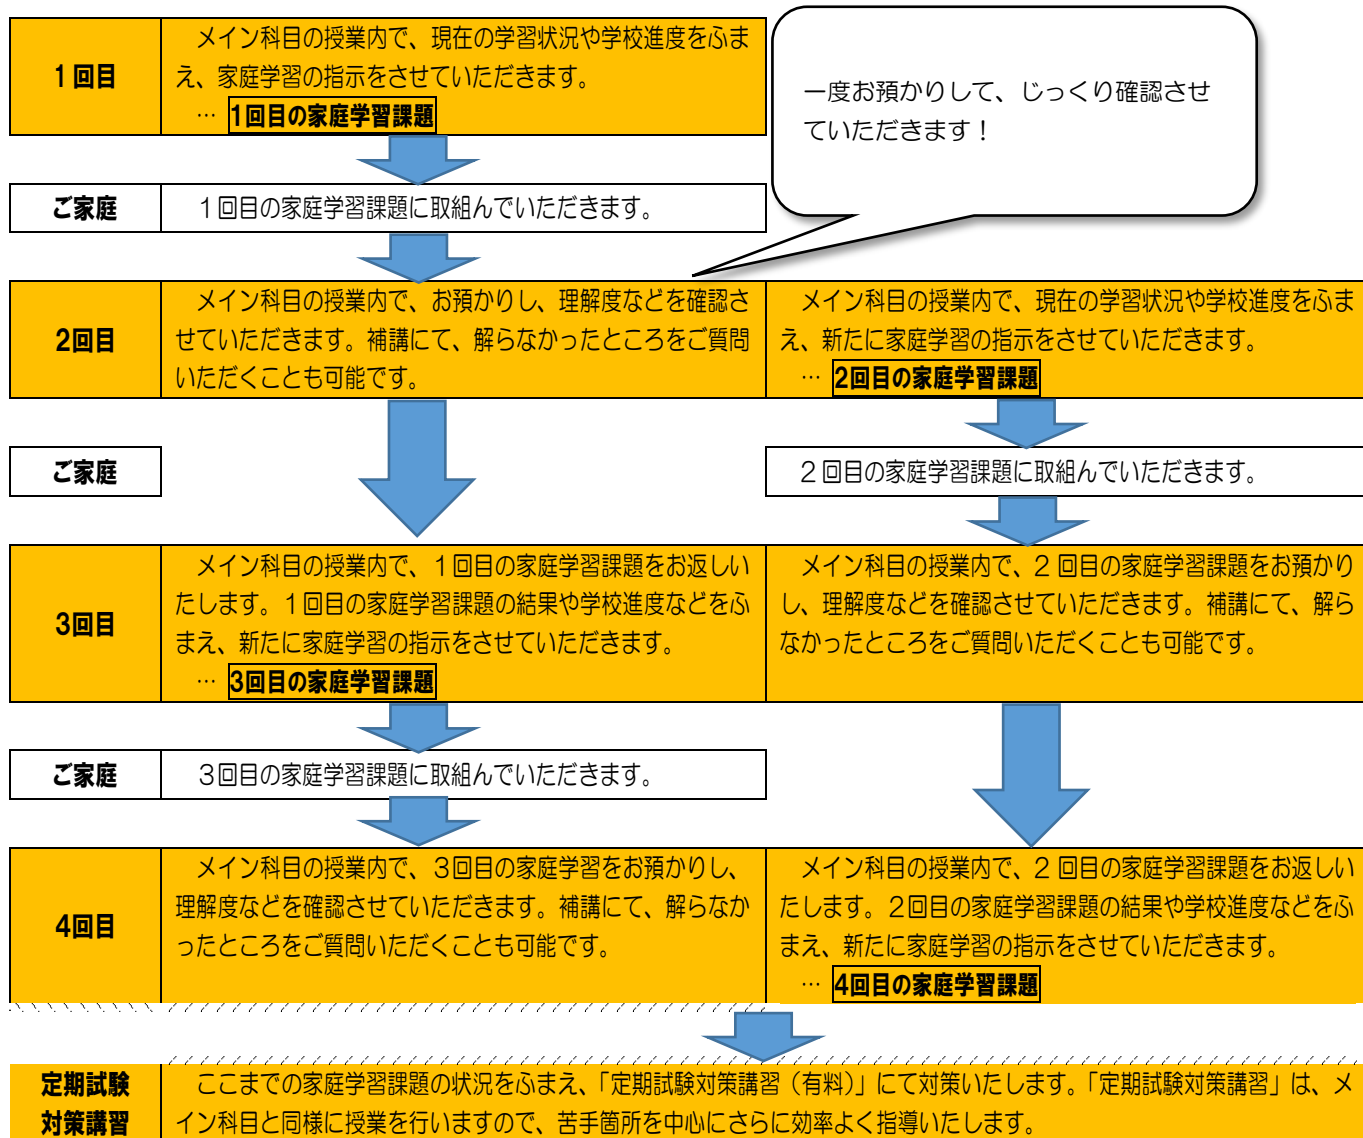 1回目
メイン科目の授業内で、現在の学習状況や学校進度をふま
え、家庭学習の指示をさせていただきます。
… 1回目の家庭学習課題
一度お預かりして、じっくり確認させ
ていただきます！
ご家庭
1回目の家庭学習課題に取組んでいただきます。
2回目
メイン科目の授業内で、お預かりし、理解度などを確認さ
せていただきます。補講にて、解らなかったところをご質問
いただくことも可能です。
メイン科目の授業内で、現在の学習状況や学校進度をふま
え、新たに家庭学習の指示をさせていただきます。
… 2回目の家庭学習課題
ご家庭
2回目の家庭学習課題に取組んでいただきます。
3回目
メイン科目の授業内で、1回目の家庭学習課題をお返しい
たします。1回目の家庭学習課題の結果や学校進度などをふ
まえ、新たに家庭学習の指示をさせていただきます。
… 3回目の家庭学習課題
メイン科目の授業内で、2回目の家庭学習課題をお預かり
し、理解度などを確認させていただきます。補講にて、解ら
なかったところをご質問いただくことも可能です。
ご家庭
3回目の家庭学習課題に取組んでいただきます。
4回目
メイン科目の授業内で、3回目の家庭学習をお預かりし、
理解度などを確認させていただきます。補講にて、解らなか
ったところをご質問いただくことも可能です。
メイン科目の授業内で、2回目の家庭学習課題をお返しい
たします。2回目の家庭学習課題の結果や学校進度などをふ
まえ、新たに家庭学習の指示をさせていただきます。
… 4回目の家庭学習課題
定期試験
対策講習
ここまでの家庭学習課題の状況をふまえ、「定期試験対策講習（有料）」にて対策いたします。「定期試験対策講習」は、メ
イン科目と同様に授業を行いますので、苦手箇所を中心にさらに効率よく指導いたします。